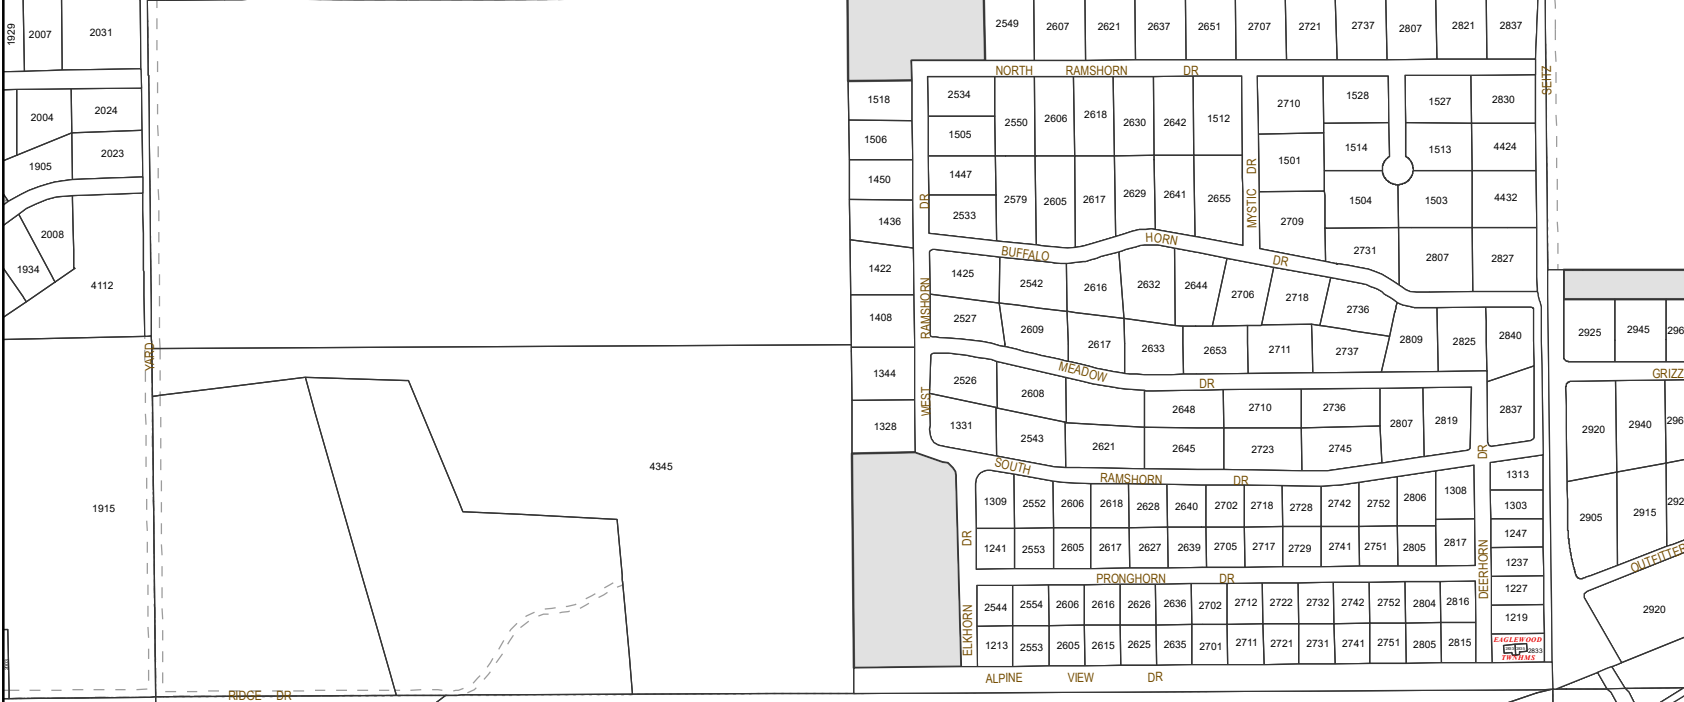 1929
2007
2031
2549 2607 2621 2637 2651 2707 2721 2737 2807 2821 2837
SEITZ
NORTH RAMSHORN DR
1518 2534 2710 1528 1527 2830
2004 2024
2550 2606 2618 2630 2642 1512
1506 1505
1905 2023
1501 1514 1513 4424
MYSTIC DR
1450 1447
2579 2605 2617 2629 2641 2655
1504 1503 4432
DR
1436 2533 2709
2008
1934
4112
BUFFALO HORN DR
2731 2807 2827
1422 1425 2542 2616 2632 2644 2706 2718 2736
WEST RAMSHORN
1408 2527 2609 2617 2633 2653 2711 2737 2809 2825 2840
2925 2945 296
YARD
MEADOW DR
GRIZZ
1344 2526 2608 2648 2710 2736 2807 2819 2837
2920 2940 296
1328 1331 2543 2621 2645 2723 2745
DR
4345
1915
SOUTH RAMSHORN DR
1313
1309 2552 2606 2618 2628 2640 2702 2718 2728 2742 2752 2806 1308
1303
2905 2915 292
DR
1241 2553 2605 2617 2627 2639 2705 2717 2729 2741 2751 2805 2817
1247
1237
OUTFITTER
DEERHORN
PRONGHORN DR
1227
2544 2554 2606 2616 2626 2636 2702 2712 2722 2732 2742 2752 2804 2816
1219
2920
ELKHORN
1213 2553 2605 2615 2625 2635 2701 2711 2721 2731 2741 2751 2805 2815
EAGLEWOOD
2833
TWNHMS
ALPINE VIEW DR
RIDGE DR